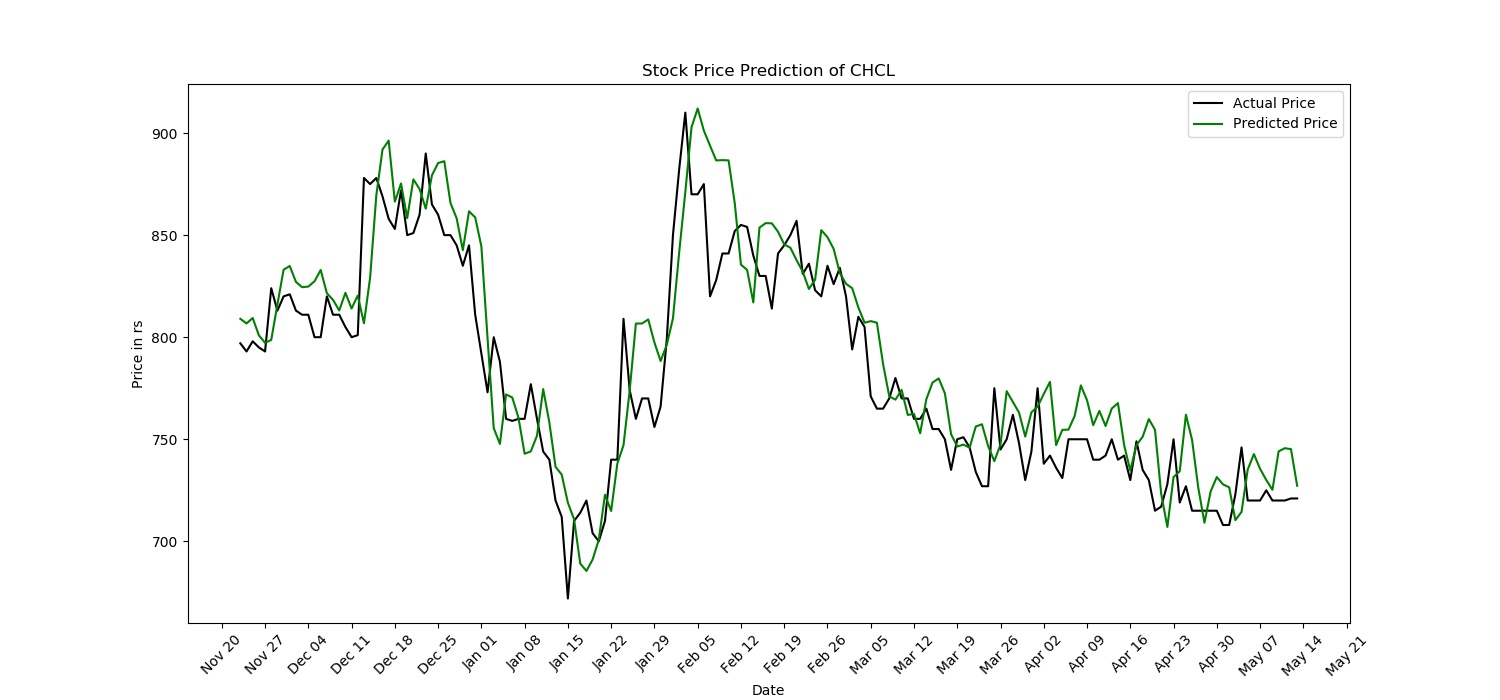 Stock Price Prediction of CHCL
Actual Price
Predicted Price
900
850
800
750
700
Price in rs
Nov 20
Nov 27
Dec 04
Dec 11
Dec 18
Dec 25
Jan 01
Jan 08
Jan 15
Jan 22
Jan 29
Feb 05
Feb 12
Feb 19
Feb 26
Mar 05
Mar 12
Mar 19
Mar 26
Apr 02
Apr 09
Apr 16
Apr 23
Apr 30
May 07
May 14
May 21
Date